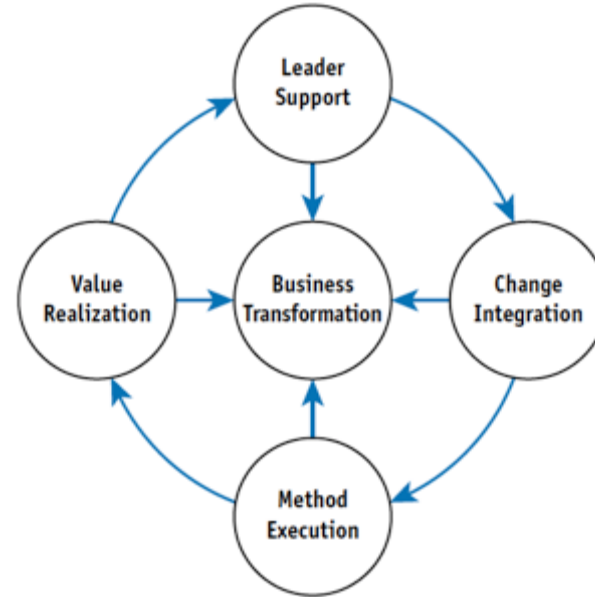 Leader
Support
Value
Realization
Business
Transformation
Change
Integration
Method
Execution